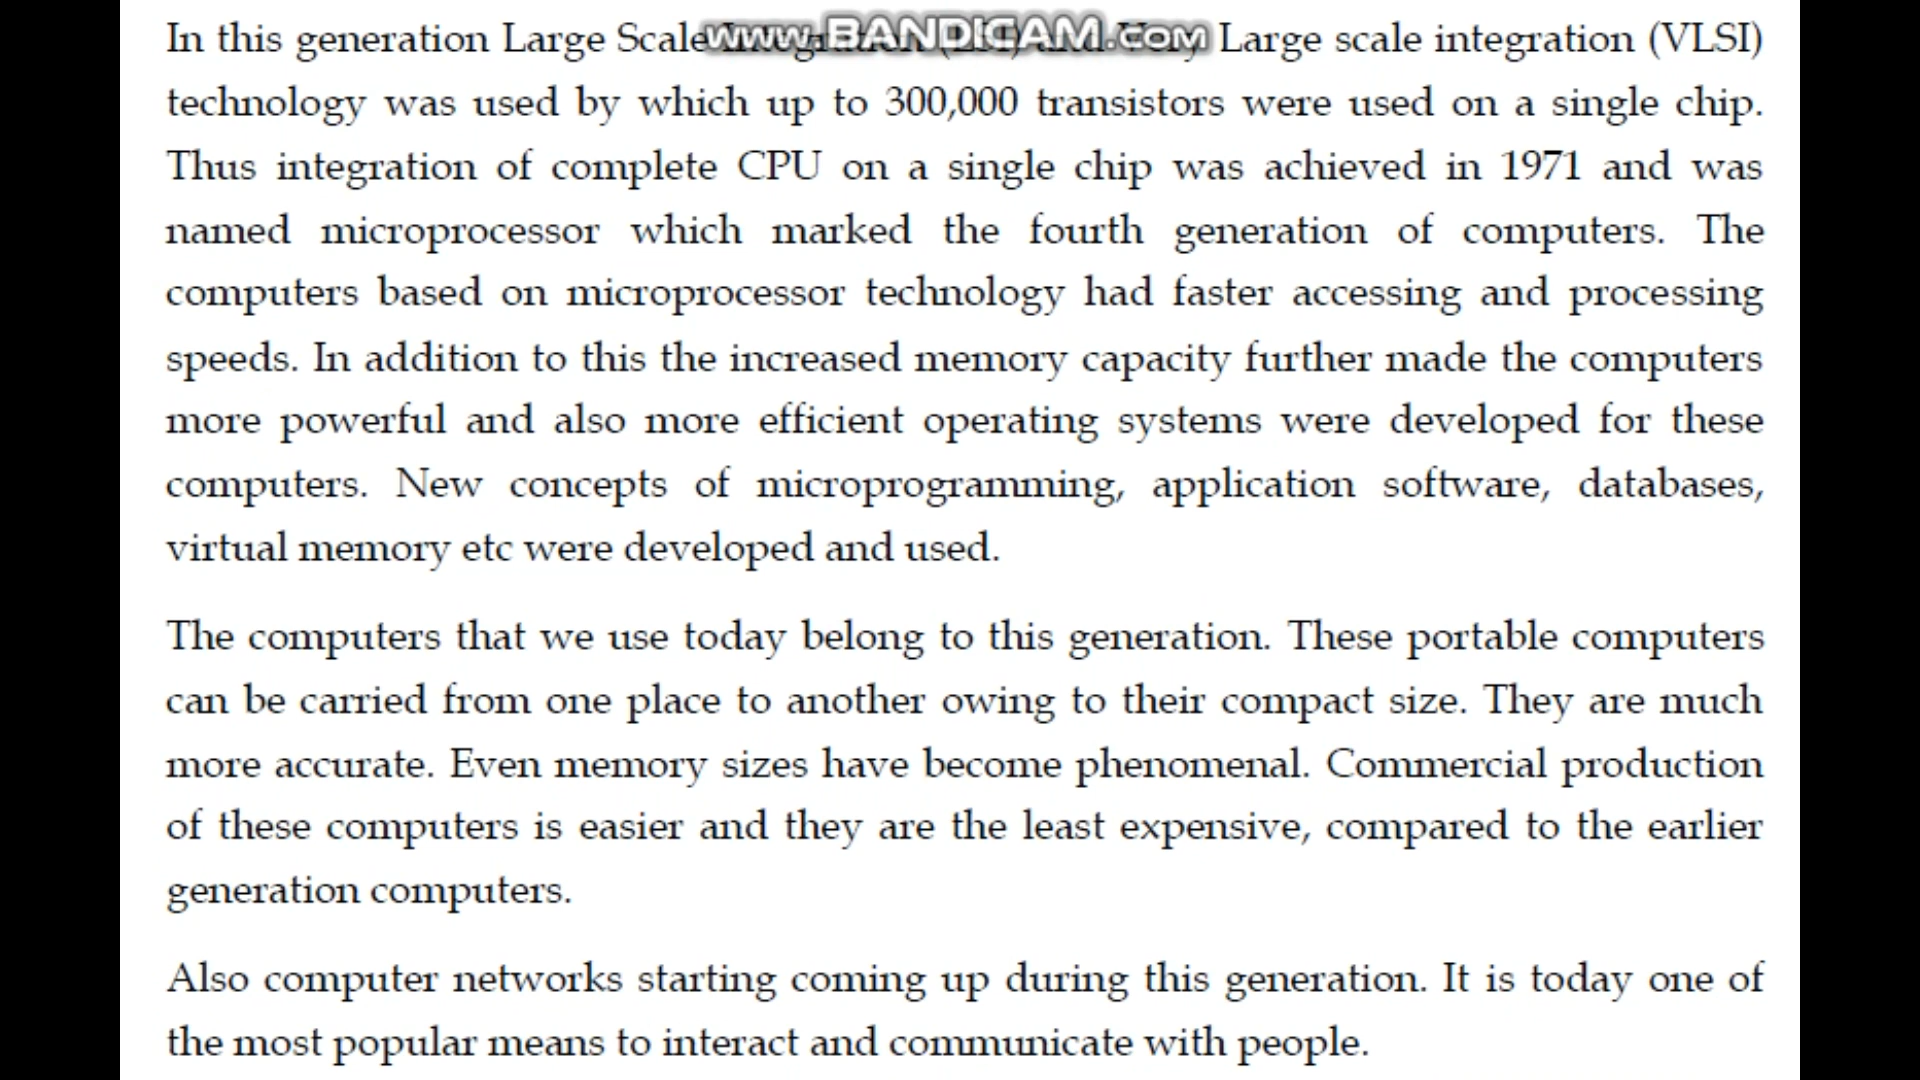 www.BANDICAM.com
In this generation Large Scale Integration (LSI) and Very Large scale integration (VLSI)
technology was used by which up to 300,000 transistors were used on a single chip.
Thus integration of complete CPU on a single chip was achieved in 1971 and was
named microprocessor which marked the fourth generation of computers. The
computers based on microprocessor technology had faster accessing and processing
speeds. In addition to this the increased memory capacity further made the computers
more powerful and also more efficient operating systems were developed for these
computers. New concepts of microprogramming, application software, databases,
virtual memory etc were developed and used.
The computers that we use today belong to this generation. These portable computers
can be carried from one place to another owing to their compact size. They are much
more accurate. Even memory sizes have become phenomenal. Commercial production
of these computers is easier and they are the least expensive, compared to the earlier
generation computers.
Also computer networks starting coming up during this generation. It is today one of
the most popular means to interact and communicate with people.